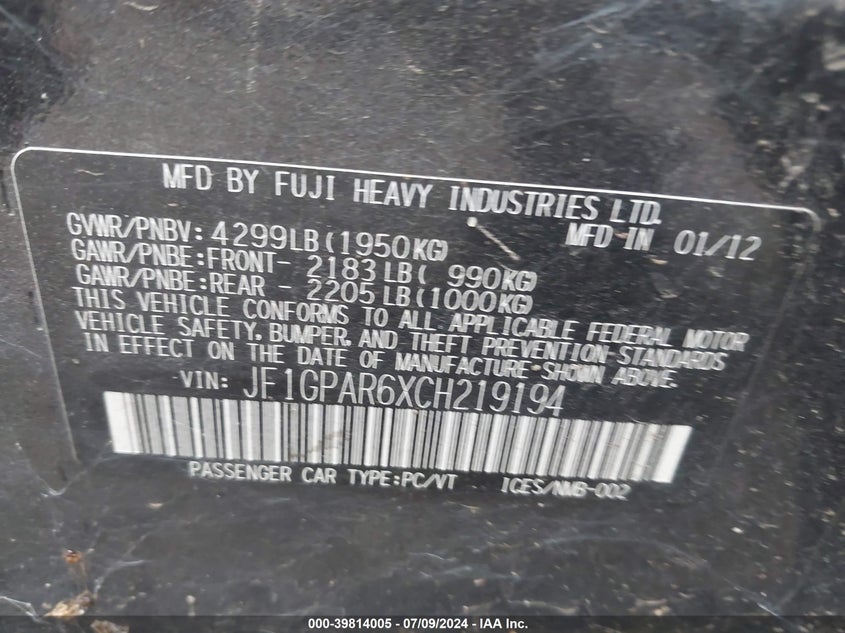 MFD BY FUJI HEAVY INDUSTRIES LTD.
GVWR/PNBV: 4299LB(1950KG) MFD IN 01/12
GAWR/PNBE:FRONT- 2183LB( 990KG)
GAWR/PNBE:REAR - 2205LB(1000KG)
THIS VEHICLE CONFORMS TO ALL APPLICABLE FEDERAL MOTOR
VEHICLE SAFETY, BUMPER, AND THEFT PREVENTION STANDARDS
IN EFFECT ON THE DATE OF MANUFACTURE SHOWN ABOVE.
VIN: JF1GPAR6XCH219194
PASSENGER CAR TYPE:PC/VT ICES/NMB-002
000-39814005 - 07/09/2024 - IAA Inc.